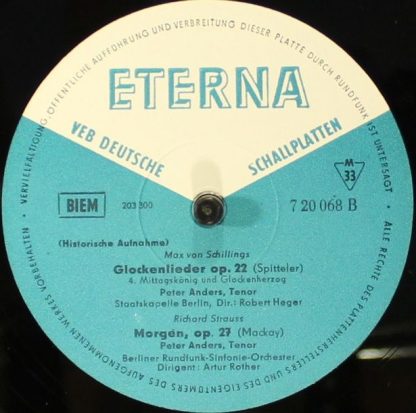 VERVIELFÄLTIGUNG, ÖFFENTLICHE AUFFÜHRUNG UND VERBREITUNG DIESER PLATTE DURCH RUNDFUNK IST UNTERSAGT · ALLE RECHTE DES PLATTENHERSTELLERS UND DES EIGENTÜMERS DES AUFGENOMMENEN WERKES VORBEHALTEN ·
ETERNA
VEB DEUTSCHE SCHALLPLATTEN
M
33
BIEM 203 300 7 20 068 B
(Historische Aufnahme)
Max von Schillings
Glockenlieder op. 22 (Spitteler)
4. Mittagskönig und Glockenherzog
Peter Anders, Tenor
Staatskapelle Berlin, Dir.: Robert Heger
Richard Strauss
Morgen, op. 27 (Mackay)
Peter Anders, Tenor
Berliner Rundfunk-Sinfonie-Orchester
Dirigent: Artur Rother